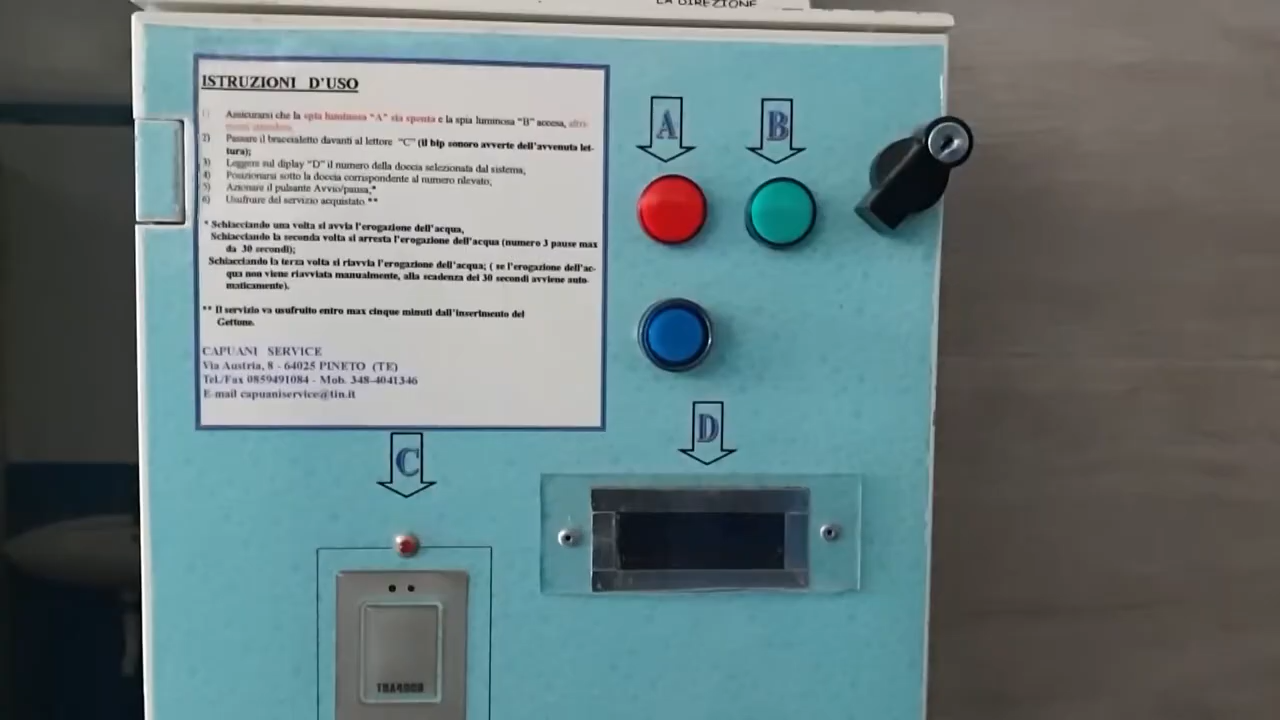 LA DIREZIONE
ISTRUZIONI D'USO
1) Assicurarsi che la spia luminosa "A" sia spenta e la spia luminosa "B" accesa, altri-
menti attendere.
2) Passare il braccialetto davanti al lettore "C" (il bip sonoro avverte dell'avvenuta let-
tura);
3) Leggere sul diplay "D" il numero della doccia selezionata dal sistema,
4) Posizionarsi sotto la doccia corrispondente al numero rilevato,
5) Azionare il pulsante Avvio/pausa,*
6) Usufruire del servizio acquistato.**
* Schiacciando una volta si avvia l'erogazione dell'acqua,
Schiacciando la seconda volta si arresta l'erogazione dell'acqua (numero 3 pause max
da 30 secondi);
Schiacciando la terza volta si riavvia l'erogazione dell'acqua; ( se l'erogazione dell'ac-
qua non viene riavviata manualmente, alla scadenza dei 30 secondi avviene auto-
maticamente).
** Il servizio va usufruito entro max cinque minuti dall'inserimento del
Gettone.
CAPUANI SERVICE
Via Austria, 8 - 64025 PINETO (TE)
Tel./Fax 0859491084 - Mob. 348-4041346
E-mail capuaniservice@tin.it
A
B
C
D